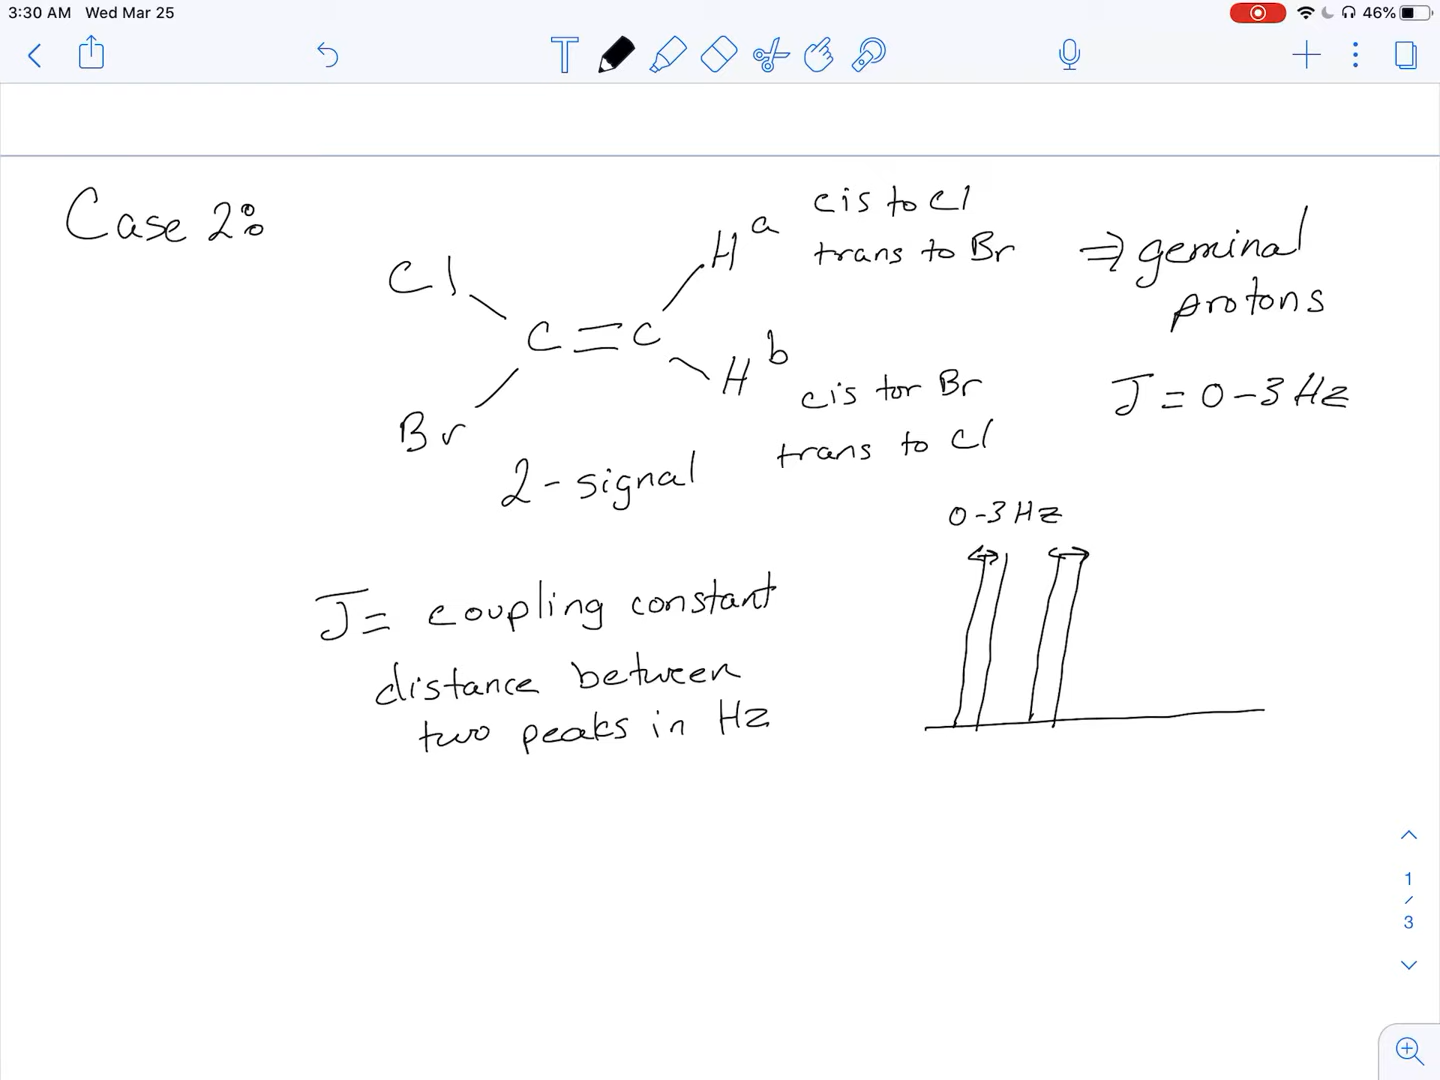 3:30 AM Wed Mar 25
46%
T
Case 2:
cis to Cl
trans to Br
⇒ geminal
protons
Cl
H a
C = C
H b
Br
cis tor Br
trans to Cl
J = 0-3 Hz
2-signal
0-3 Hz
J = coupling constant
distance between
two peaks in Hz
1
/
3